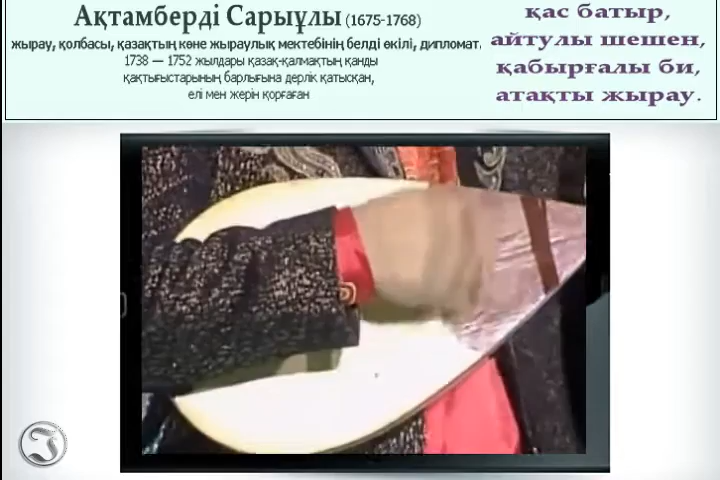 Ақтамберді Сарыұлы (1675-1768)
жырау, қолбасы, қазақтың көне жыраулық мектебінің белді өкілі, дипломат.
1738 — 1752 жылдары қазақ-қалмақтың қанды
қақтығыстарының барлығына дерлік қатысқан,
елі мен жерін қорғаған
қас батыр,
айтулы шешен,
қабырғалы би,
атақты жырау.